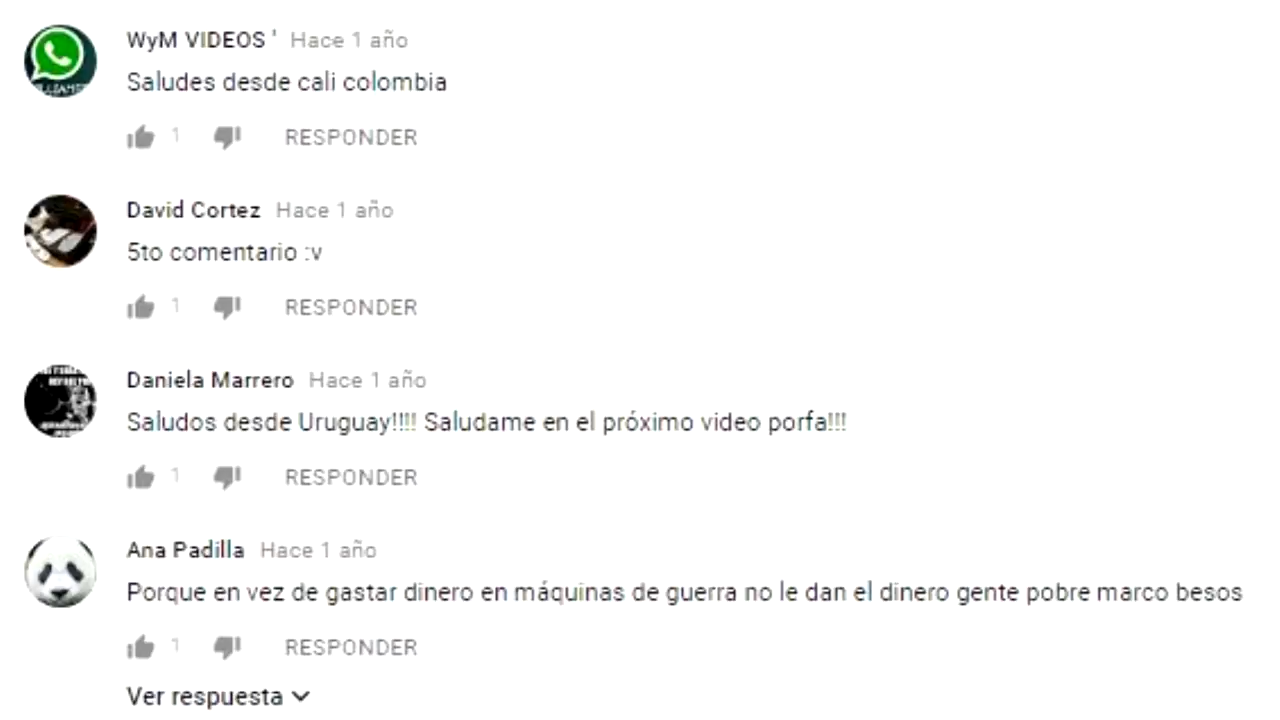 WyM VIDEOS ' Hace 1 año
Saludes desde cali colombia
1 RESPONDER
David Cortez Hace 1 año
5to comentario :v
1 RESPONDER
Daniela Marrero Hace 1 año
Saludos desde Uruguay!!!! Saludame en el próximo video porfa!!!
1 RESPONDER
Ana Padilla Hace 1 año
Porque en vez de gastar dinero en máquinas de guerra no le dan el dinero gente pobre marco besos
1 RESPONDER
Ver respuesta